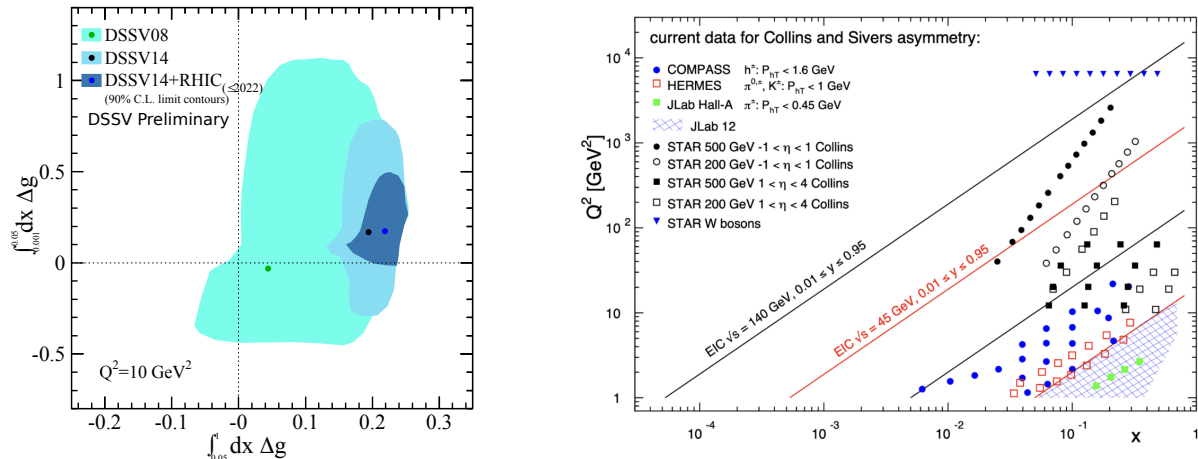 DSSV08
DSSV14
DSSV14+RHIC (≤2022)
(90% C.L. limit contours)
DSSV Preliminary
Q²=10 GeV²
1
0.5
0
-0.5
-0.2
-0.1
-0
0.1
0.2
∫ 0.05 0.001 dx Δg
∫ 1 0.05 dx Δg
current data for Collins and Sivers asymmetry:
COMPASS h±: PhT < 1.6 GeV
HERMES π0,±, K±: PhT < 1 GeV
JLab Hall-A π±: PhT < 0.45 GeV
JLab 12
STAR 500 GeV -1 < η < 1 Collins
STAR 200 GeV -1 < η < 1 Collins
STAR 500 GeV 1 < η < 4 Collins
STAR 200 GeV 1 < η < 4 Collins
STAR W bosons
EIC √s = 140 GeV, 0.01 ≤ y ≤ 0.95
EIC √s = 45 GeV, 0.01 ≤ y ≤ 0.95
Q² [GeV²]
10⁴
10³
10²
10
1
10⁻⁴
10⁻³
10⁻²
10⁻¹
1
x